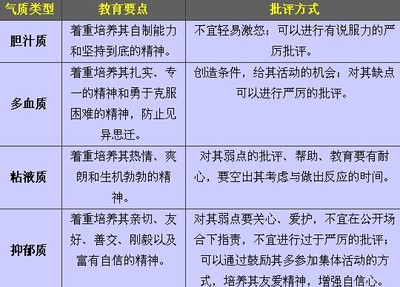 气质类型 教育要点 批评方式
胆汁质
着重培养其自制能力
和坚持到底的精神。
不宜轻易激怒；可以进行有说服力的严
厉批评。
多血质
着重培养其扎实、专
一的精神和勇于克服
困难的精神，防止见
异思迁。
创造条件，给其活动的机会；对其缺点
可以进行严厉的批评。
粘液质
着重培养其热情、爽
朗和生机勃勃的精
神。
对其弱点的批评、帮助、教育要有耐
心，要空出其考虑与做出反应的时间。
抑郁质
着重培养其亲切、友
好、善交、刚毅以及
富有自信的精神。
对其弱点要关心、爱护，不宜在公开场
合下指责，不宜进行过于严厉的批评；
可以通过鼓励其多参加集体活动的方
式，培养其友爱精神，增强自信心。